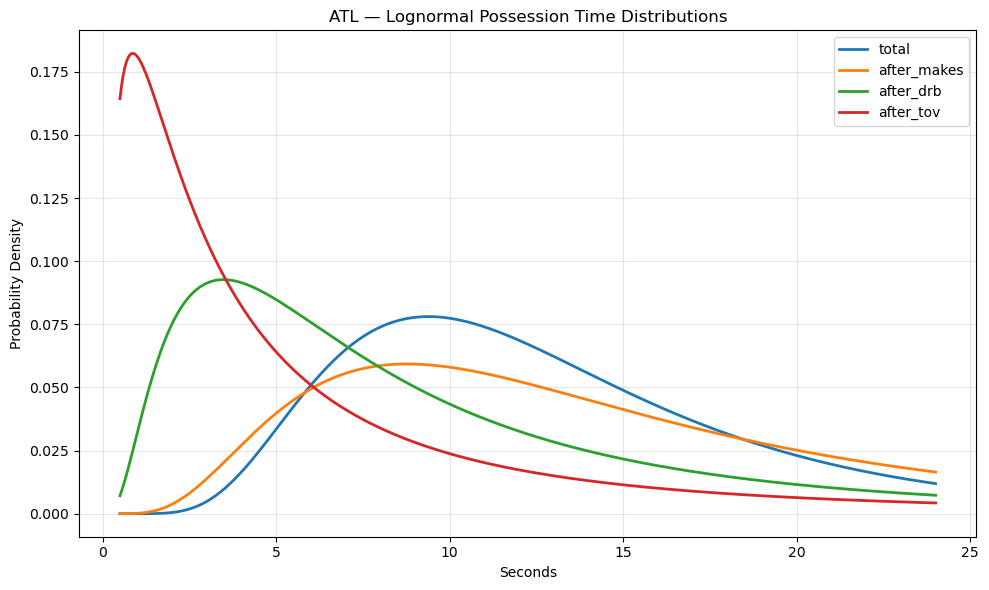 ATL — Lognormal Possession Time Distributions
total
after_makes
after_drb
after_tov
Probability Density
0.175
0.150
0.125
0.100
0.075
0.050
0.025
0.000
0
5
10
15
20
25
Seconds